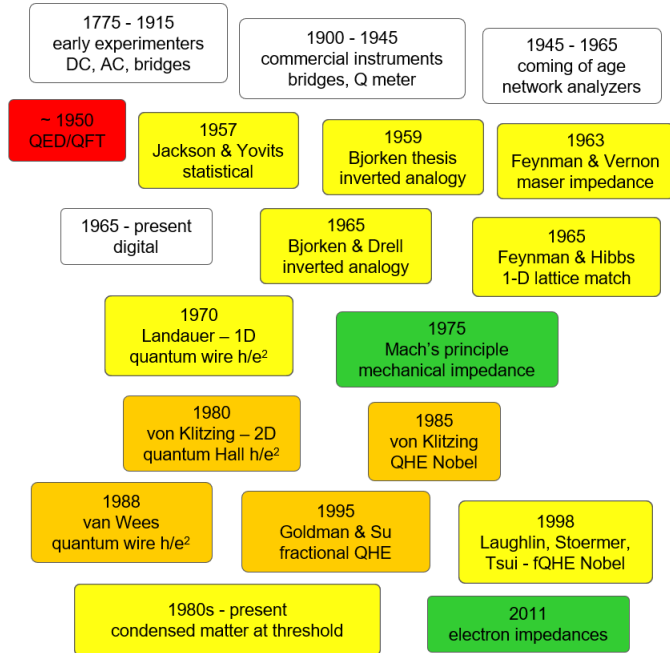 1775 - 1915
early experimenters
DC, AC, bridges
1900 - 1945
commercial instruments
bridges, Q meter
1945 - 1965
coming of age
network analyzers
~ 1950
QED/QFT
1957
Jackson & Yovits
statistical
1959
Bjorken thesis
inverted analogy
1963
Feynman & Vernon
maser impedance
1965 - present
digital
1965
Bjorken & Drell
inverted analogy
1965
Feynman & Hibbs
1-D lattice match
1970
Landauer – 1D
quantum wire h/e²
1975
Mach's principle
mechanical impedance
1980
von Klitzing – 2D
quantum Hall h/e²
1985
von Klitzing
QHE Nobel
1988
van Wees
quantum wire h/e²
1995
Goldman & Su
fractional QHE
1998
Laughlin, Stoermer,
Tsui - fQHE Nobel
1980s - present
condensed matter at threshold
2011
electron impedances